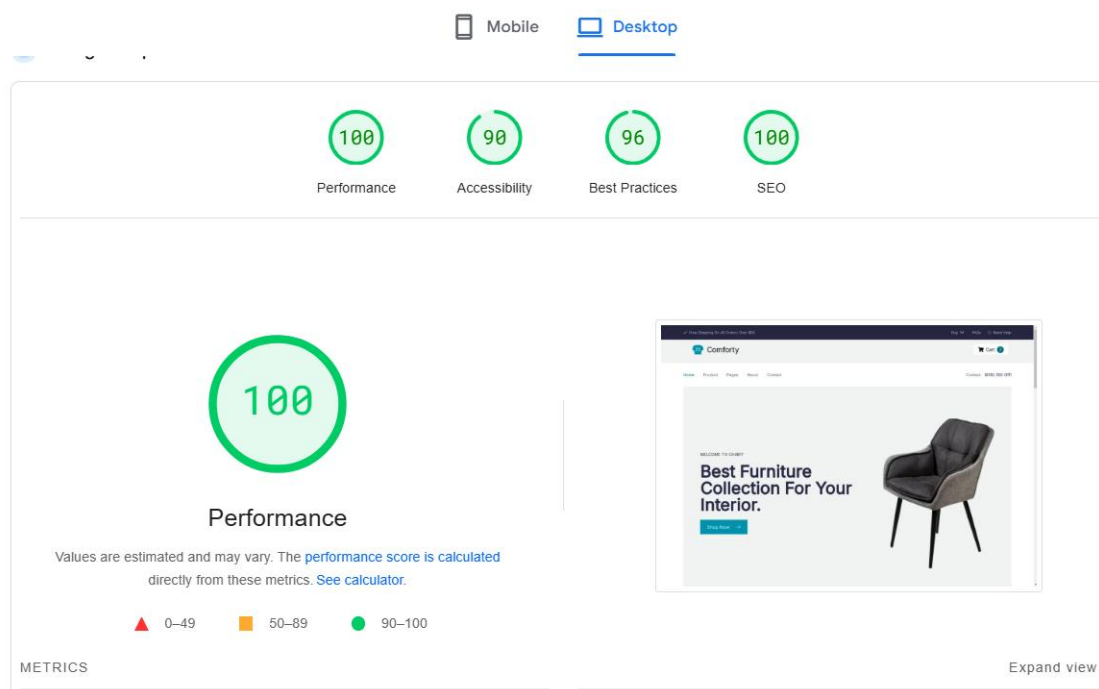 Mobile
Desktop
100
90
96
100
Performance
Accessibility
Best Practices
SEO
100
Performance
Values are estimated and may vary. The performance score is calculated
directly from these metrics. See calculator.
0–49
50–89
90–100
Comforty
Cart
Home Product Pages About Contact
Contact:
Best Furniture
Collection For Your
Interior.
Shop Now
METRICS
Expand view